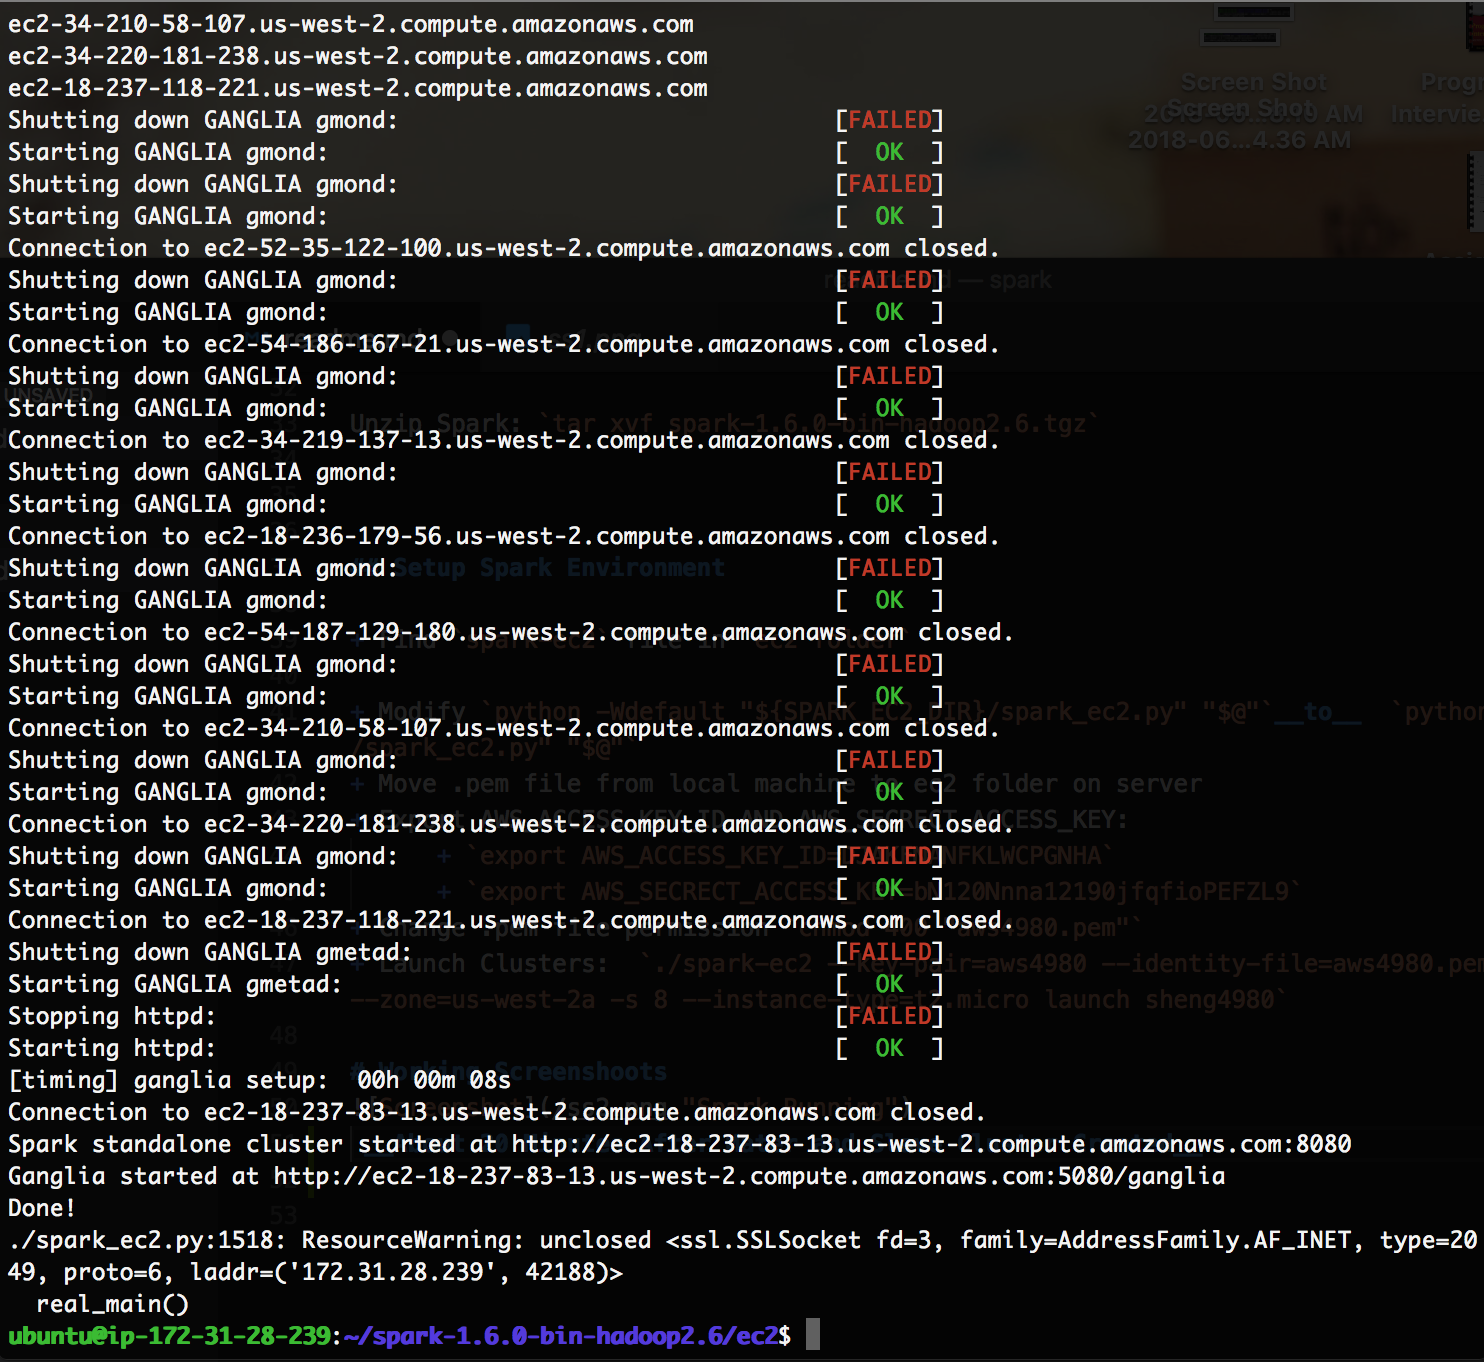 ec2-34-210-58-107.us-west-2.compute.amazonaws.com
ec2-34-220-181-238.us-west-2.compute.amazonaws.com
ec2-18-237-118-221.us-west-2.compute.amazonaws.com
Shutting down GANGLIA gmond: [FAILED]
Starting GANGLIA gmond: [ OK ]
Shutting down GANGLIA gmond: [FAILED]
Starting GANGLIA gmond: [ OK ]
Connection to ec2-52-35-122-100.us-west-2.compute.amazonaws.com closed.
Shutting down GANGLIA gmond: [FAILED]
Starting GANGLIA gmond: [ OK ]
Connection to ec2-54-186-167-21.us-west-2.compute.amazonaws.com closed.
Shutting down GANGLIA gmond: [FAILED]
Starting GANGLIA gmond: [ OK ]
Connection to ec2-34-219-137-13.us-west-2.compute.amazonaws.com closed.
Shutting down GANGLIA gmond: [FAILED]
Starting GANGLIA gmond: [ OK ]
Connection to ec2-18-236-179-56.us-west-2.compute.amazonaws.com closed.
Shutting down GANGLIA gmond: [FAILED]
Starting GANGLIA gmond: [ OK ]
Connection to ec2-54-187-129-180.us-west-2.compute.amazonaws.com closed.
Shutting down GANGLIA gmond: [FAILED]
Starting GANGLIA gmond: [ OK ]
Connection to ec2-34-210-58-107.us-west-2.compute.amazonaws.com closed.
Shutting down GANGLIA gmond: [FAILED]
Starting GANGLIA gmond: [ OK ]
Connection to ec2-34-220-181-238.us-west-2.compute.amazonaws.com closed.
Shutting down GANGLIA gmond: [FAILED]
Starting GANGLIA gmond: [ OK ]
Connection to ec2-18-237-118-221.us-west-2.compute.amazonaws.com closed.
Shutting down GANGLIA gmetad: [FAILED]
Starting GANGLIA gmetad: [ OK ]
Stopping httpd: [FAILED]
Starting httpd: [ OK ]
[timing] ganglia setup:  00h 00m 08s
Connection to ec2-18-237-83-13.us-west-2.compute.amazonaws.com closed.
Spark standalone cluster started at http://ec2-18-237-83-13.us-west-2.compute.amazonaws.com:8080
Ganglia started at http://ec2-18-237-83-13.us-west-2.compute.amazonaws.com:5080/ganglia
Done!
./spark_ec2.py:1518: ResourceWarning: unclosed <ssl.SSLSocket fd=3, family=AddressFamily.AF_INET, type=20
49, proto=6, laddr=('172.31.28.239', 42188)>
  real_main()
ubuntu@ip-172-31-28-239:~/spark-1.6.0-bin-hadoop2.6/ec2$